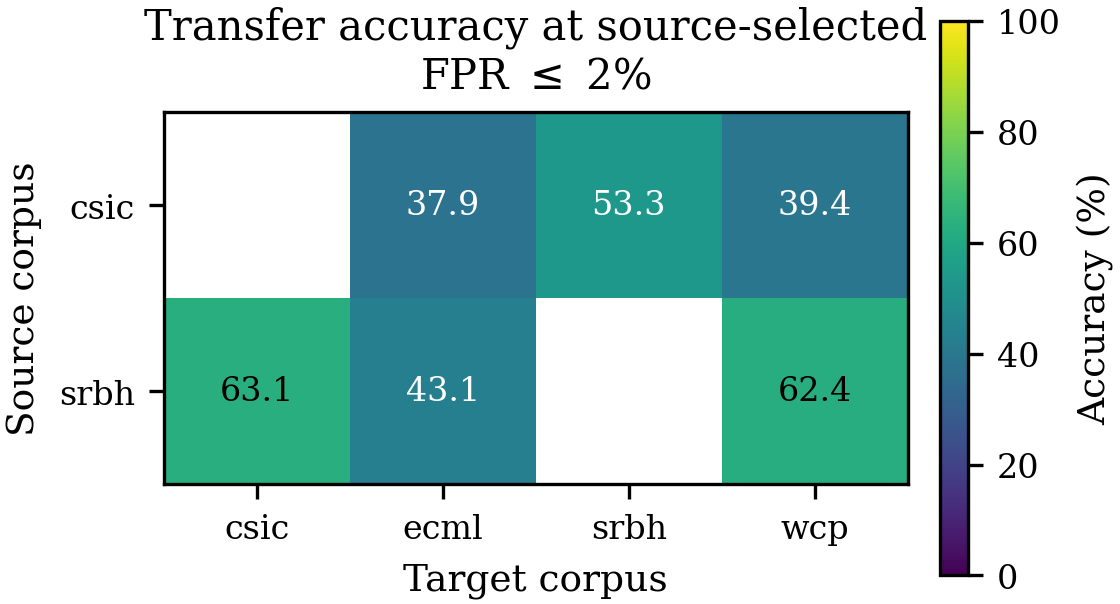 Transfer accuracy at source-selected
FPR ≤ 2%
Source corpus
csic
37.9
53.3
39.4
srbh
63.1
43.1
62.4
csic
ecml
srbh
wcp
Target corpus
100
80
60
40
20
0
Accuracy (%)